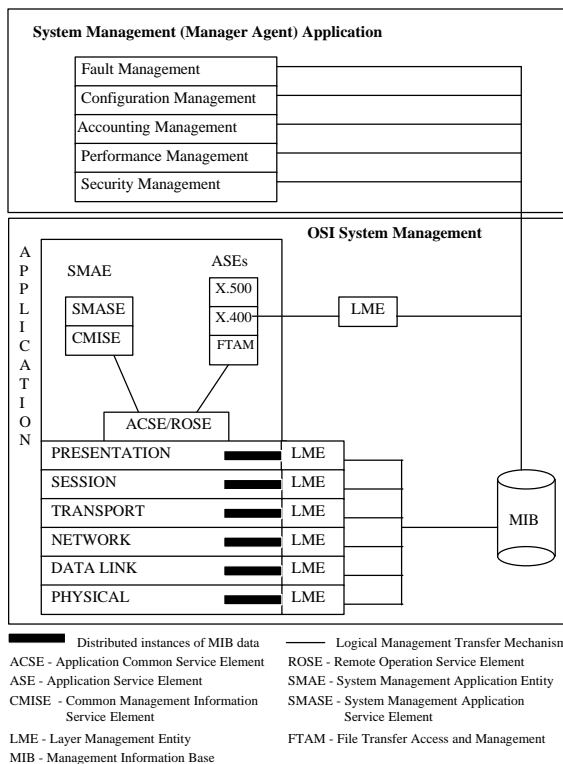 System Management (Manager Agent) Application
Fault Management
Configuration Management
Accounting Management
Performance Management
Security Management
OSI System Management
APPLICATION
SMAE
ASEs
SMASE
CMISE
X.500
X.400
FTAM
LME
ACSE/ROSE
PRESENTATION LME
SESSION LME
TRANSPORT LME
NETWORK LME
DATA LINK LME
PHYSICAL LME
MIB
Distributed instances of MIB data
ACSE - Application Common Service Element
ASE - Application Service Element
CMISE - Common Management Information
Service Element
LME - Layer Management Entity
MIB - Management Information Base
Logical Management Transfer Mechanism
ROSE - Remote Operation Service Element
SMAE - System Management Application Entity
SMASE - System Management Application
Service Element
FTAM - File Transfer Access and Management